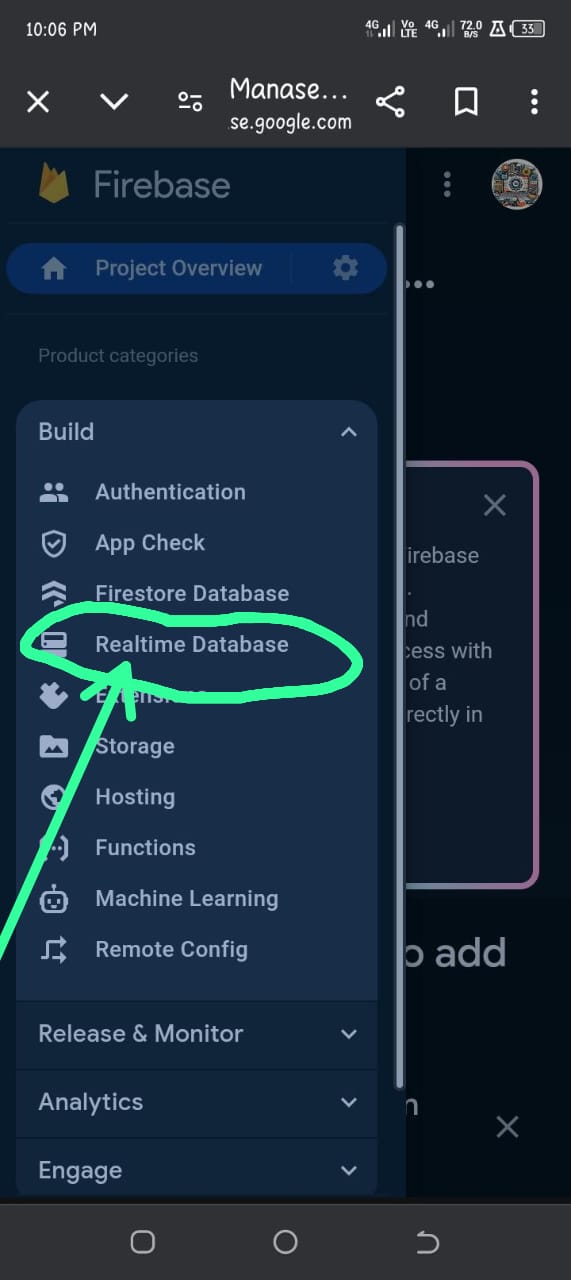 10:06 PM
4G Vo LTE 4G 72.0 B/S 33
Manase...
se.google.com
Firebase
Project Overview
Product categories
Build
Authentication
App Check
Firestore Database
Realtime Database
Extensions
Storage
Hosting
Functions
Machine Learning
Remote Config
Release & Monitor
Analytics
Engage
irebase
.
nd
cess with
of a
rectly in
o add
n